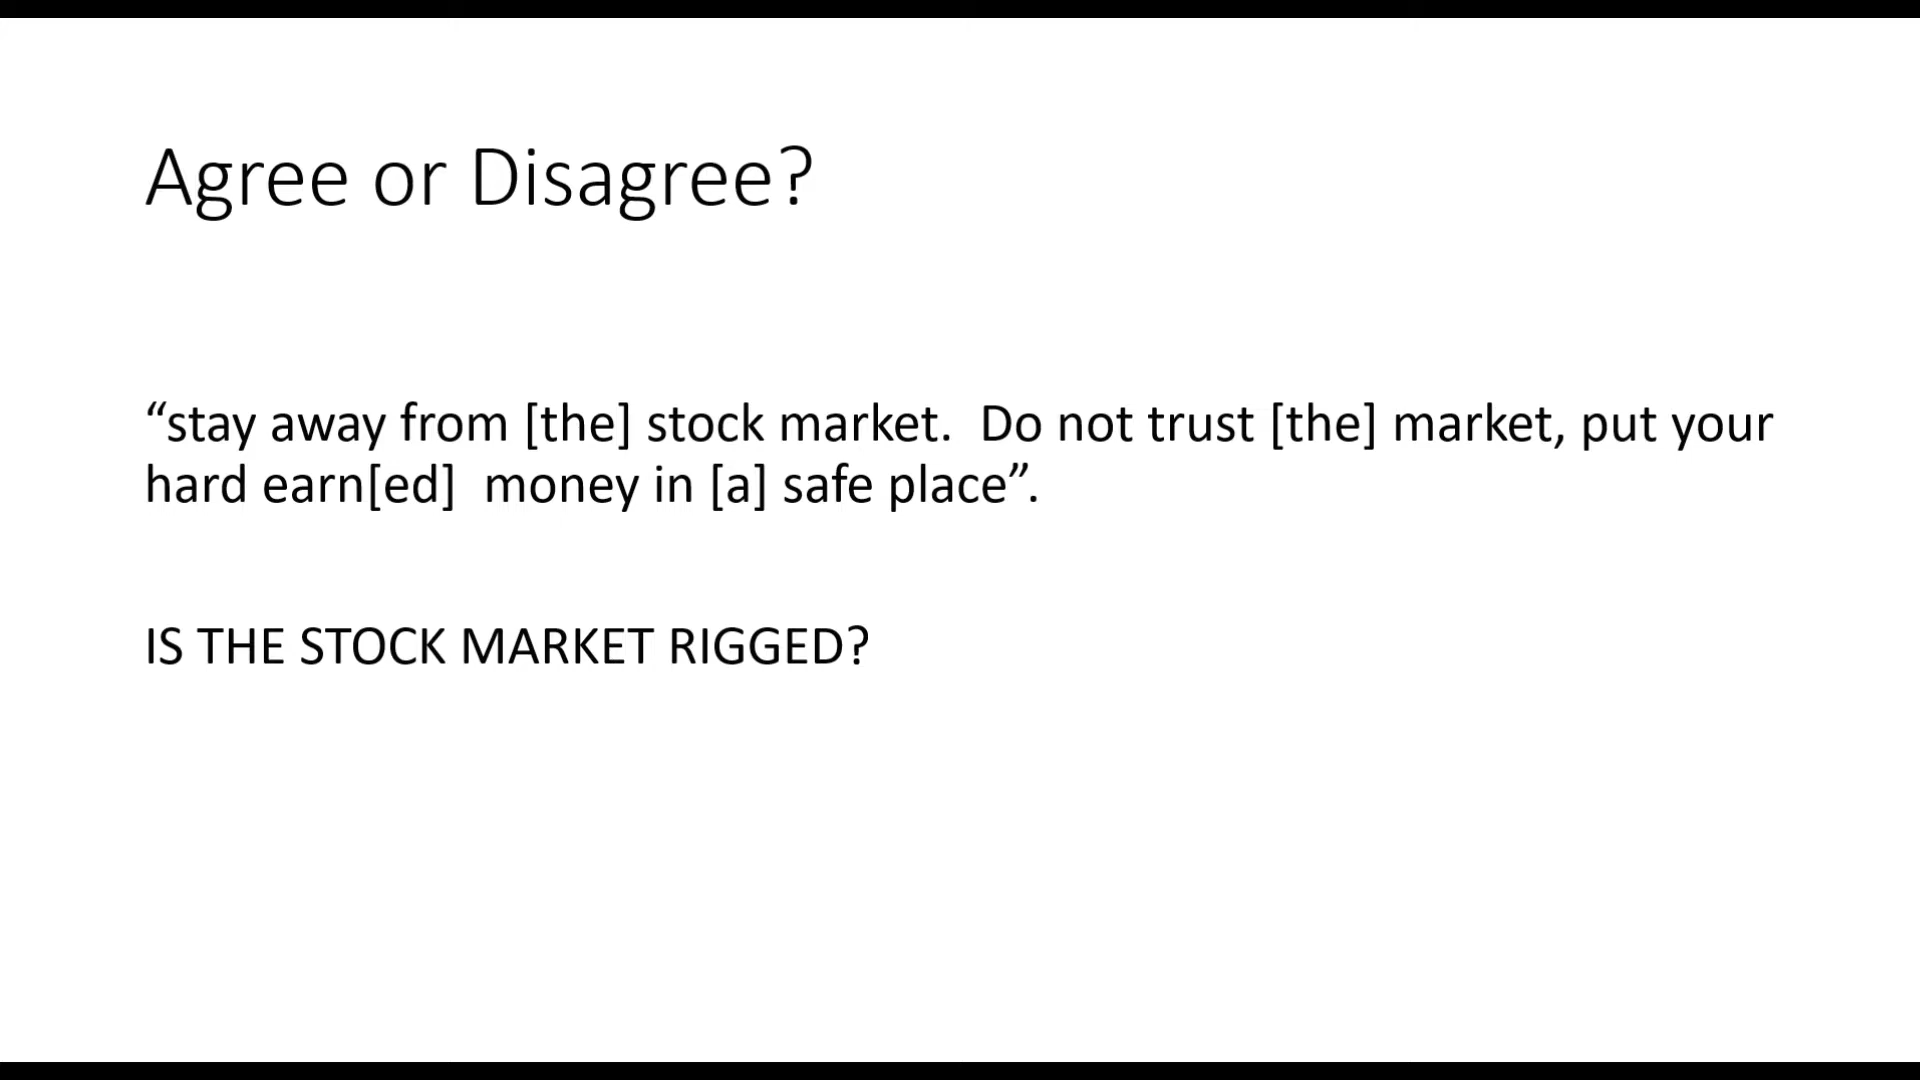 Agree or Disagree?
“stay away from [the] stock market.  Do not trust [the] market, put your
hard earn[ed]  money in [a] safe place”.
IS THE STOCK MARKET RIGGED?